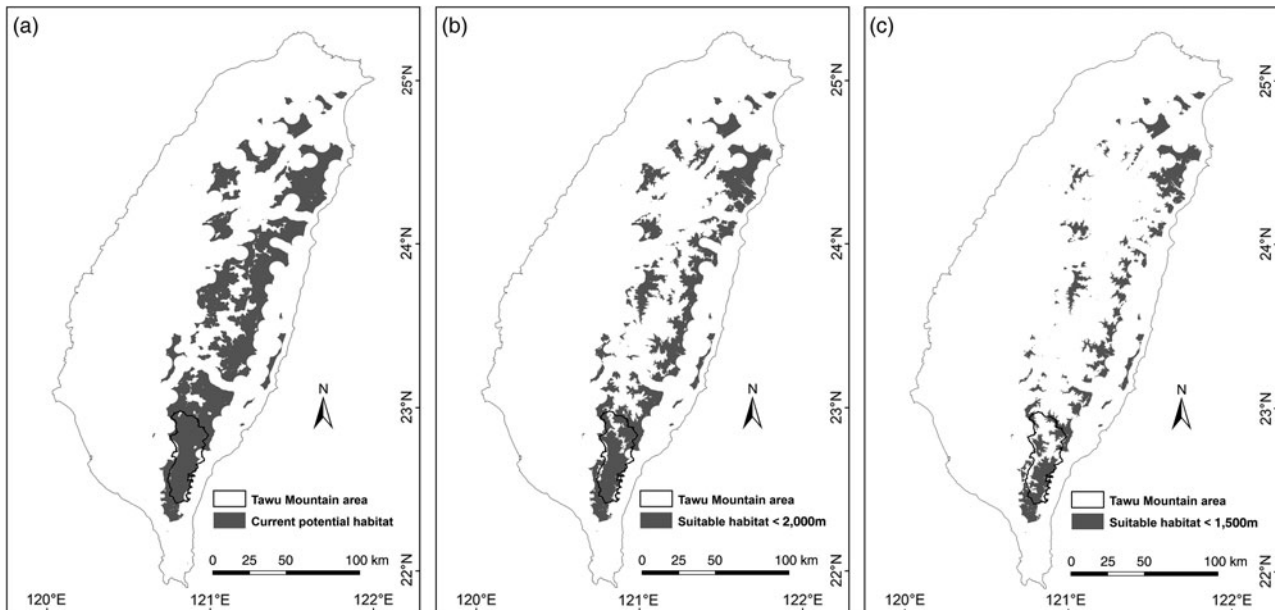 (a)
25°N
24°N
23°N
22°N
N
Tawu Mountain area
Current potential habitat
0 25 50 100 km
120°E 121°E 122°E
(b)
25°N
24°N
23°N
22°N
N
Tawu Mountain area
Suitable habitat < 2,000m
0 25 50 100 km
120°E 121°E 122°E
(c)
25°N
24°N
23°N
22°N
N
Tawu Mountain area
Suitable habitat < 1,500m
0 25 50 100 km
120°E 121°E 122°E